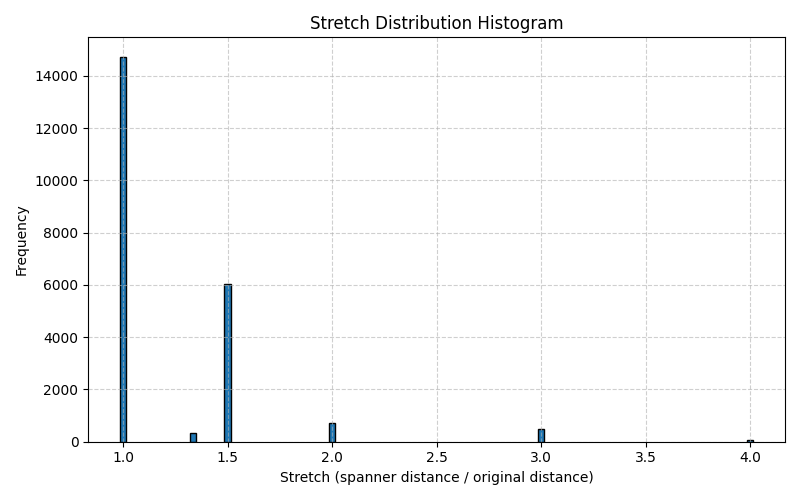 Stretch Distribution Histogram
14000
12000
10000
8000
6000
4000
2000
0
Frequency
1.0 1.5 2.0 2.5 3.0 3.5 4.0
Stretch (spanner distance / original distance)